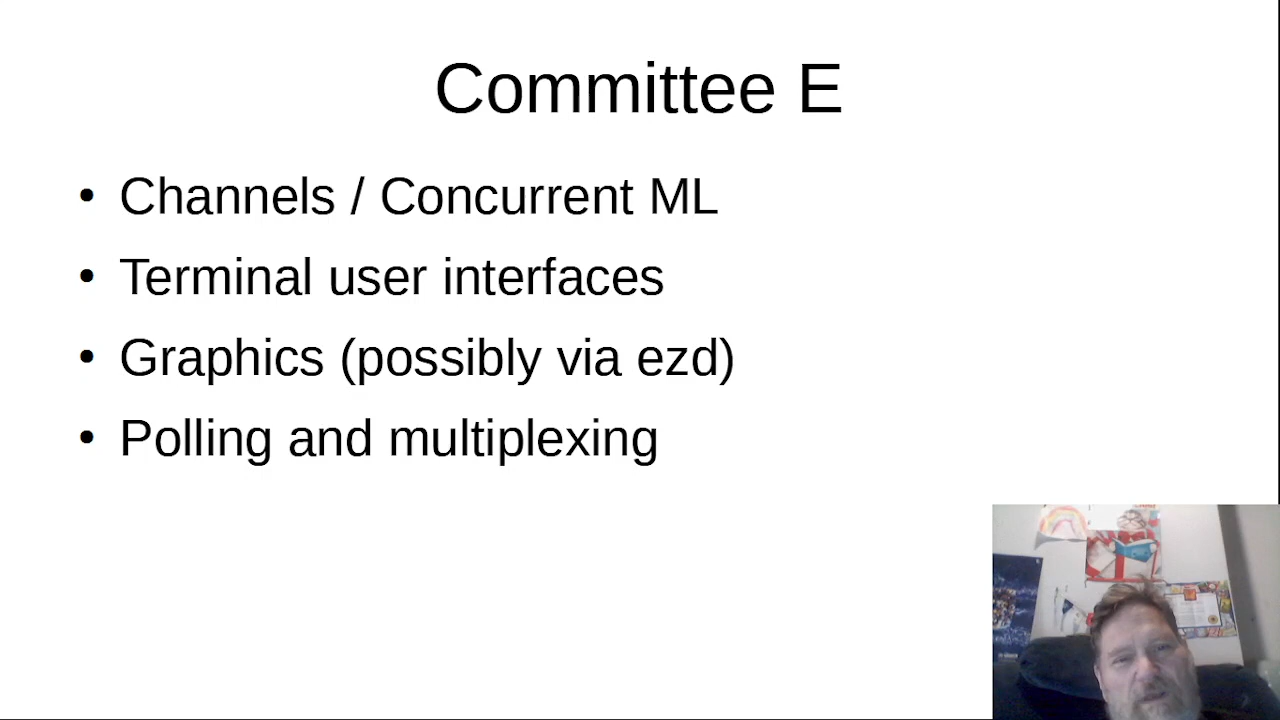 Committee E
• Channels / Concurrent ML
• Terminal user interfaces
• Graphics (possibly via ezd)
• Polling and multiplexing